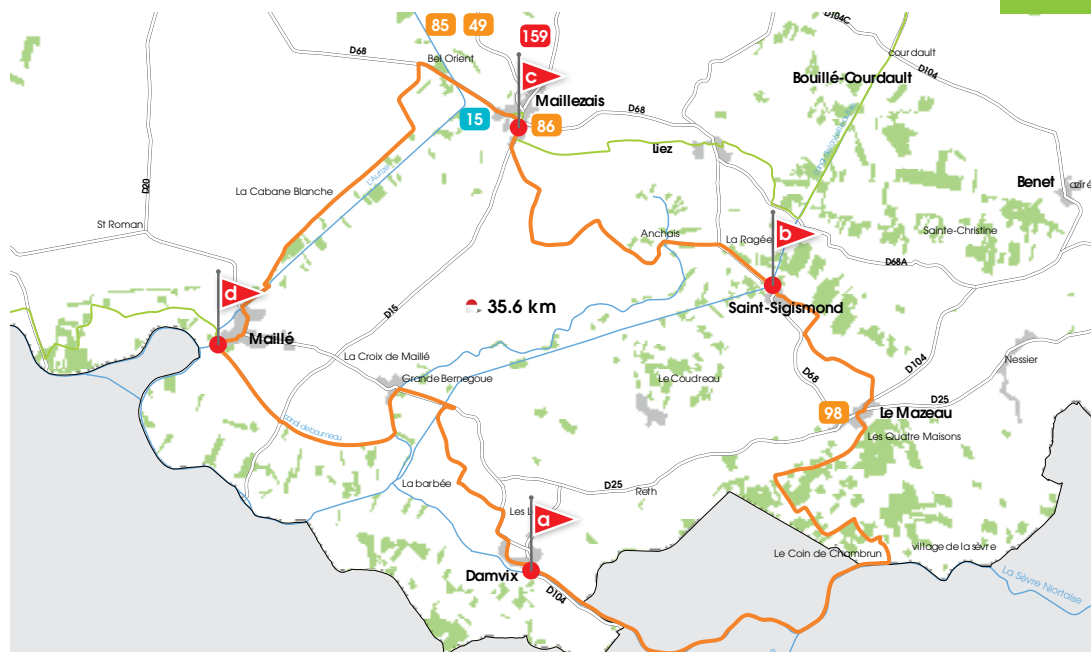 85
49
159
D104C
courdault
D68
Bel Orient
D104
Bouillé-Courdault
c
Maillezais
15
86
D68
Liez
L'Autize
La Cabane Blanche
D20
Benet
aziré
St Roman
Anchais
La Ragée
b
Sainte-Christine
D68A
d
35.6 km
Saint-Sigismond
D15
Maillé
La Croix de Maillé
Nessier
D104
Grande Bernegoue
Le Coudreau
D68
D25
98
Le Mazeau
Les Quatre Maisons
La barbée
D25
Reth
Les
a
Le Coin de Chambrun
village de la sèvre
Damvix
D104
La Sèvre Niortaise